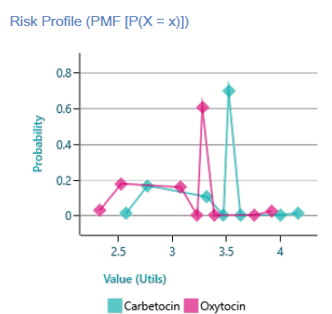 Risk Profile (PMF [P(X = x)])
0.8
0.6
0.4
0.2
0
Probability
2.5 3 3.5 4
Value (Utils)
Carbetocin Oxytocin